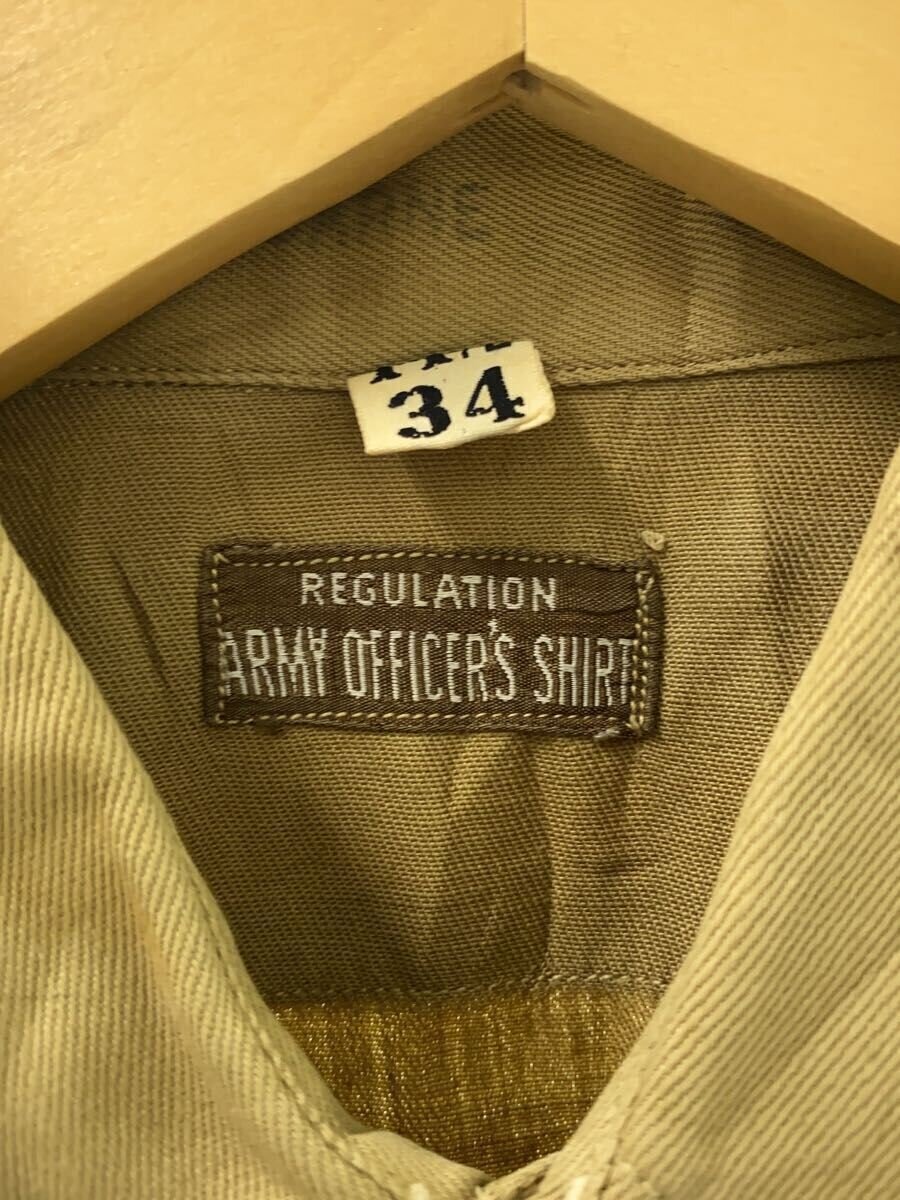 34
REGULATION
ARMY OFFICER'S SHIRT